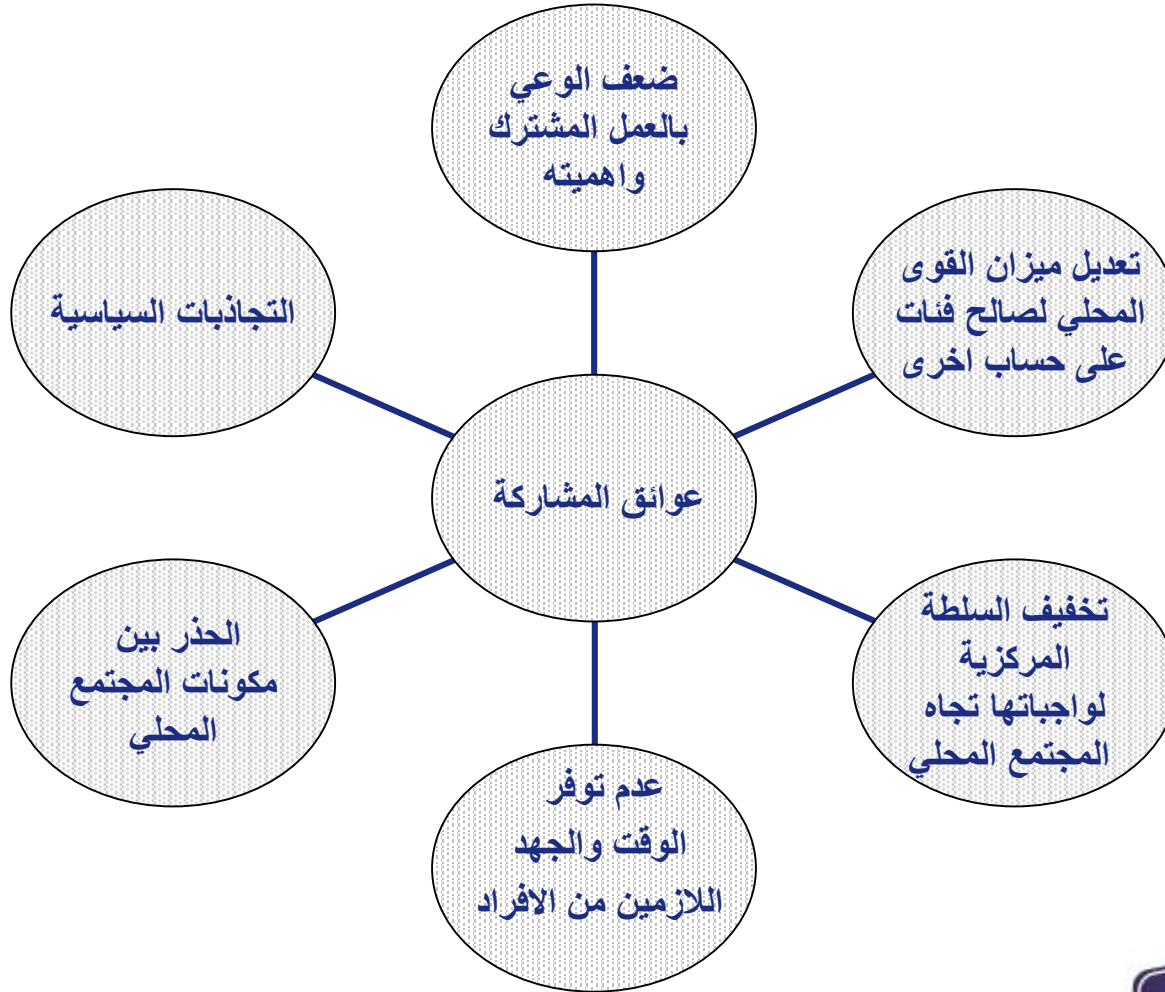 ضعف الوعي
بالعمل المشترك
واهميته
تعديل ميزان القوى
المحلي لصالح فئات
على حساب اخرى
التجاذبات السياسية
عوائق المشاركة
تخفيف السلطة
المركزية
لواجباتها تجاه
المجتمع المحلي
الحذر بين
مكونات المجتمع
المحلي
عدم توفر
الوقت والجهد
اللازمين من الافراد